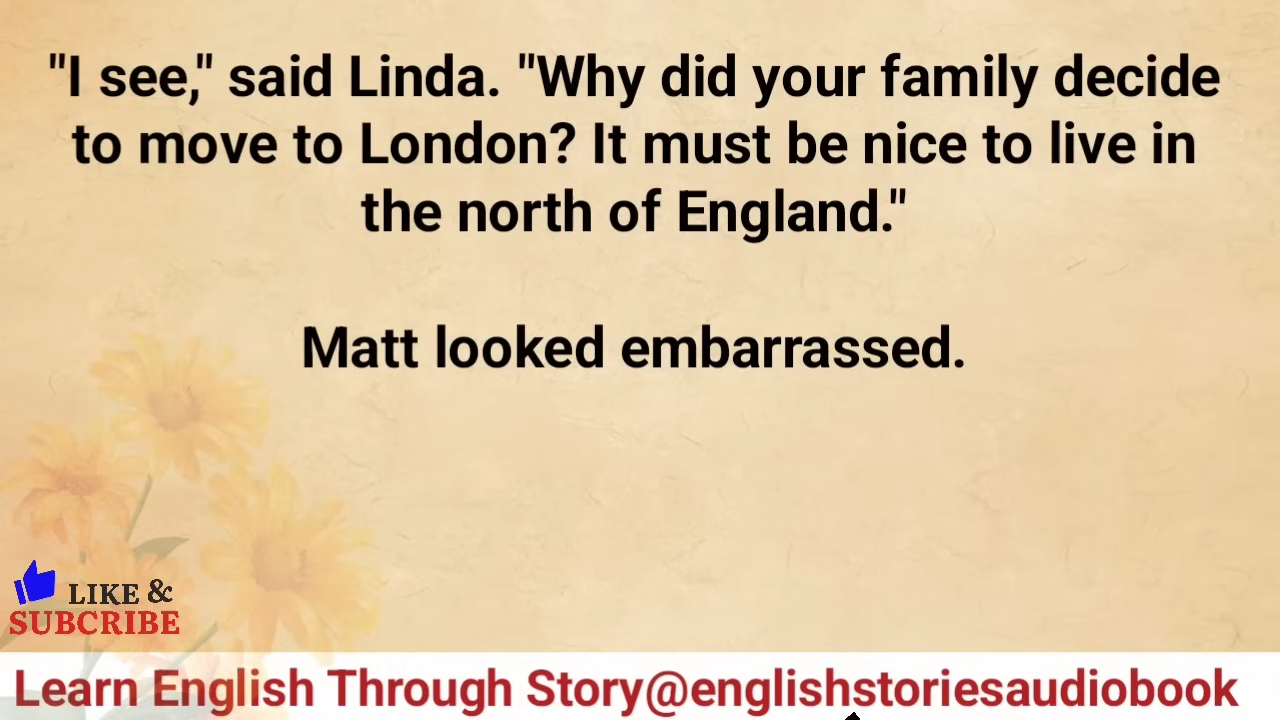 "I see," said Linda. "Why did your family decide
to move to London? It must be nice to live in
the north of England."
Matt looked embarrassed.
LIKE &
SUBCRIBE
Learn English Through Story@englishstoriesaudiobook